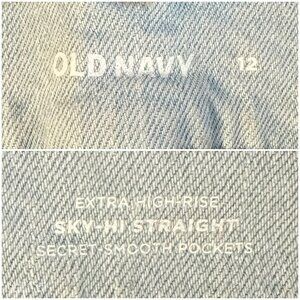 OLD NAVY 12
EXTRA HIGH-RISE
SKY-HI STRAIGHT
SECRET-SMOOTH POCKETS